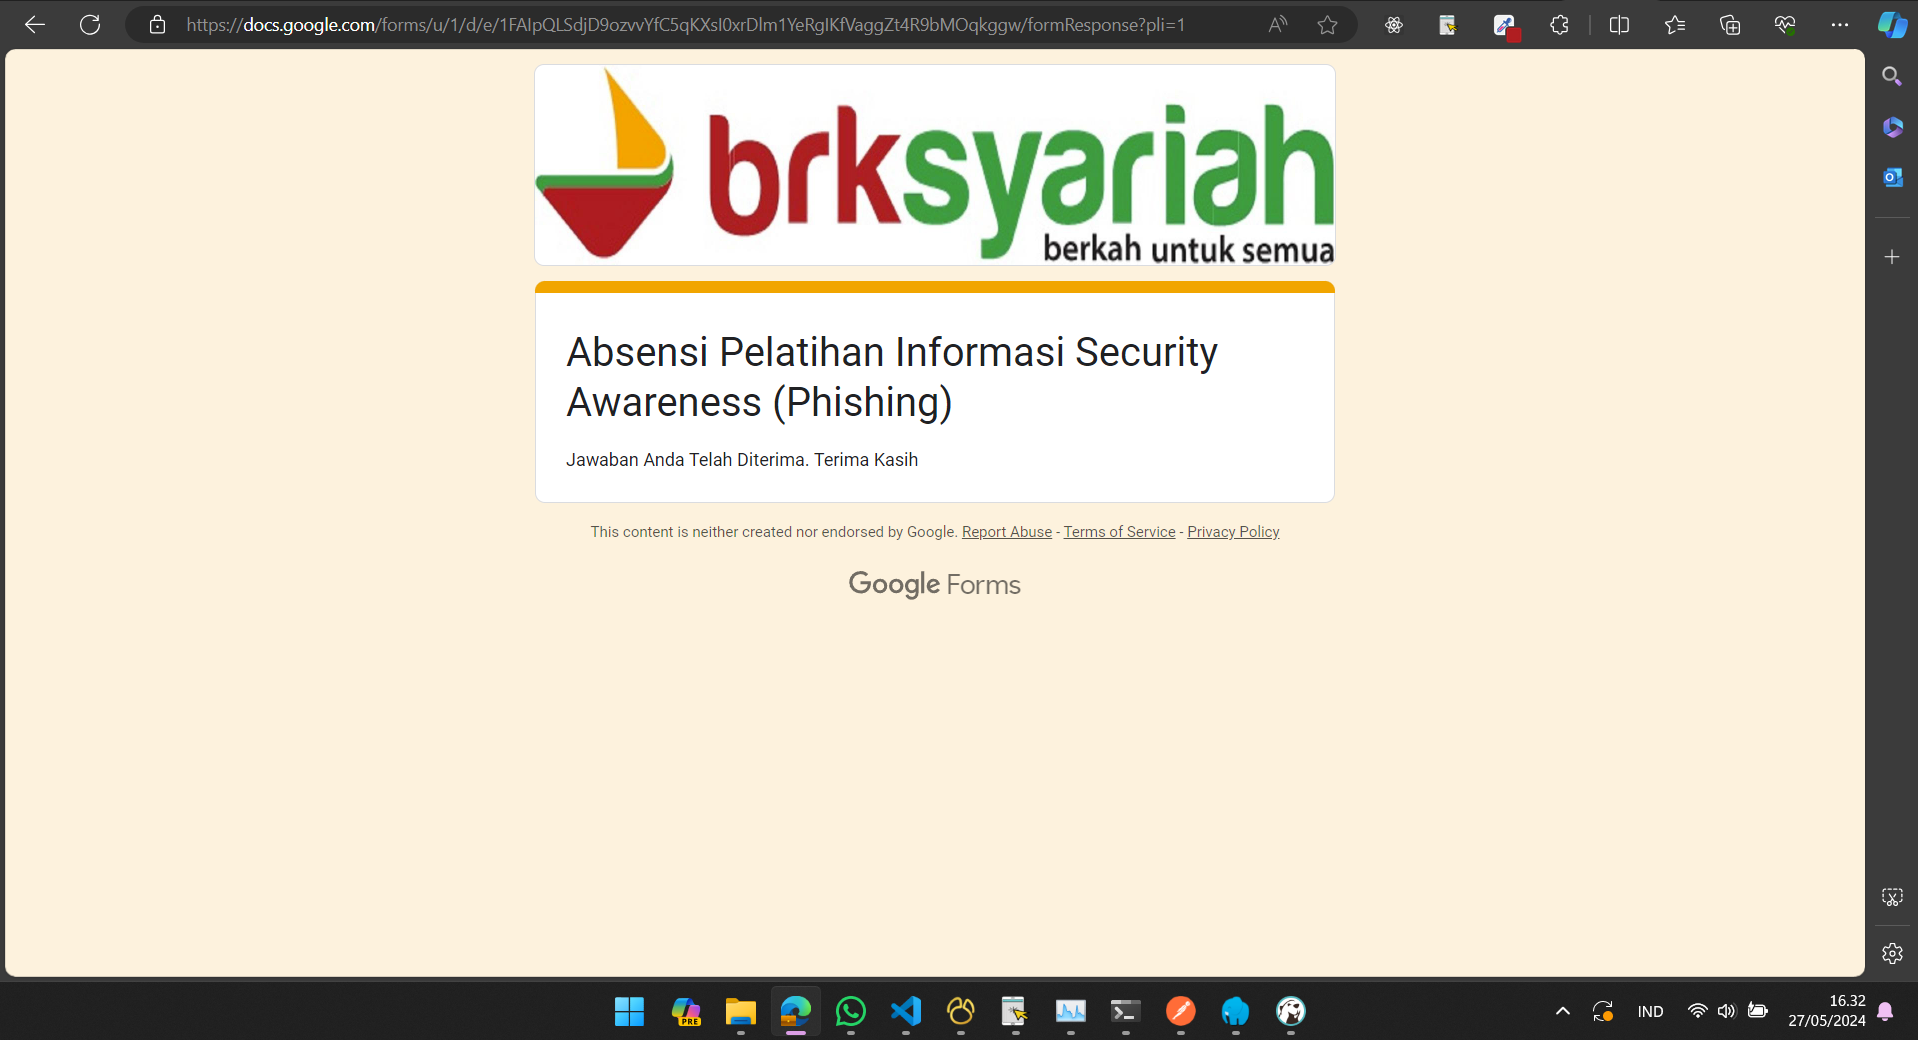 https://docs.google.com/forms/u/1/d/e/1FAIpQLSdjD9ozvvYfC5qKXsI0xrDlm1YeRgIKfVaggZt4R9bMOqkggw/formResponse?pli=1
brksyariah
berkah untuk semua
Absensi Pelatihan Informasi Security
Awareness (Phishing)
Jawaban Anda Telah Diterima. Terima Kasih
This content is neither created nor endorsed by Google. Report Abuse - Terms of Service - Privacy Policy
Google Forms
PRE
IND
16.32
27/05/2024